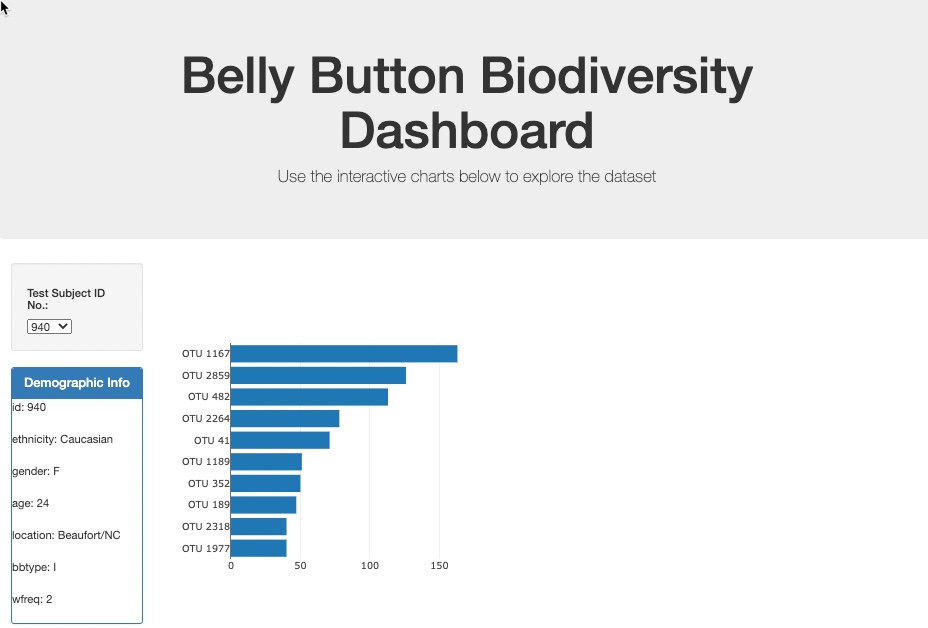 Belly Button Biodiversity
Dashboard
Use the interactive charts below to explore the dataset
Test Subject ID
No.:
940
Demographic Info
id: 940
ethnicity: Caucasian
gender: F
age: 24
location: Beaufort/NC
bbtype: I
wfreq: 2
OTU 1167
OTU 2859
OTU 482
OTU 2264
OTU 41
OTU 1189
OTU 352
OTU 189
OTU 2318
OTU 1977
0 50 100 150